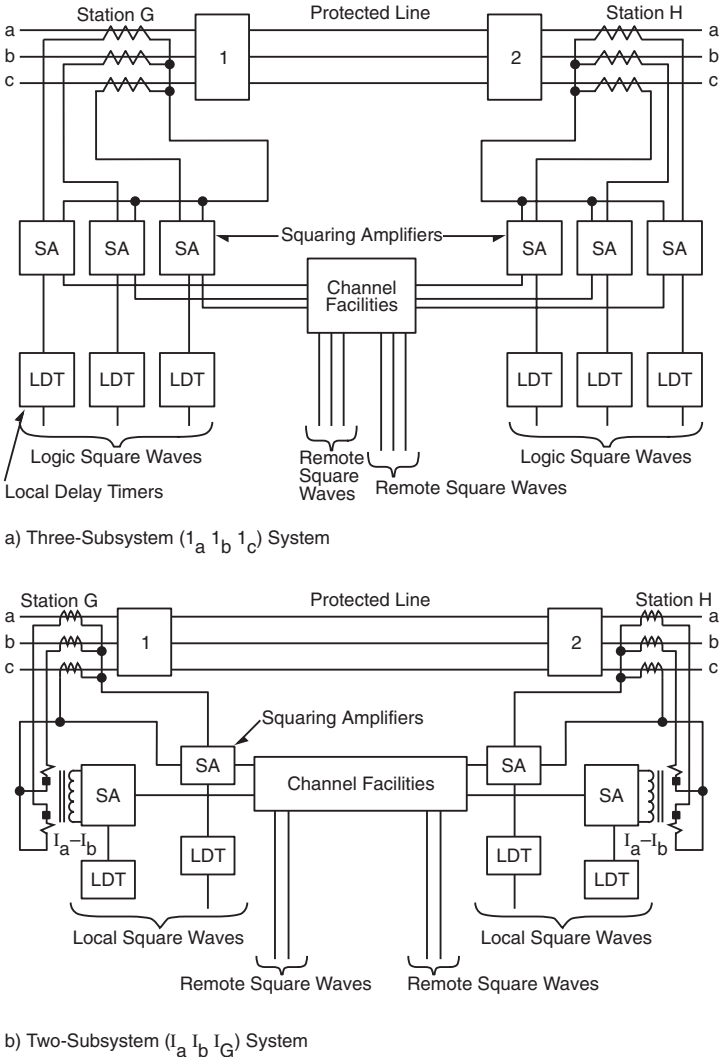 Station G
Protected Line
Station H
a
b
c
1
2
a
b
c
SA
SA
SA
Squaring Amplifiers
SA
SA
SA
Channel
Facilities
LDT
LDT
LDT
LDT
LDT
LDT
Logic Square Waves
Local Delay Timers
Remote
Square
Waves
Remote Square Waves
Logic Square Waves
a) Three-Subsystem (1a 1b 1c) System
Station G
Protected Line
Station H
a
b
c
1
2
a
b
c
Squaring Amplifiers
SA
SA
Channel Facilities
SA
SA
Ia–Ib
Ia–Ib
LDT
LDT
LDT
LDT
Local Square Waves
Local Square Waves
Remote Square Waves
Remote Square Waves
b) Two-Subsystem (Ia Ib IG) System